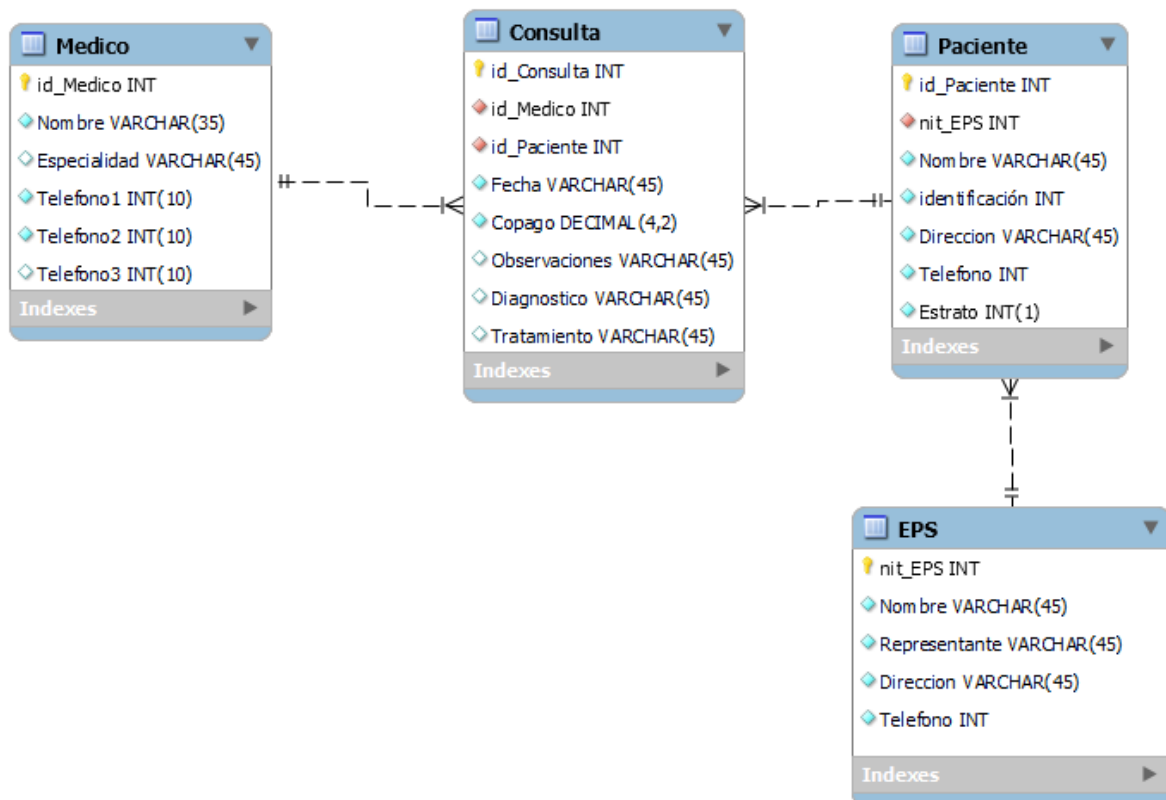 Medico
id_Medico INT
Nombre VARCHAR(35)
Especialidad VARCHAR(45)
Telefono1 INT(10)
Telefono2 INT(10)
Telefono3 INT(10)
Indexes
Consulta
id_Consulta INT
id_Medico INT
id_Paciente INT
Fecha VARCHAR(45)
Copago DECIMAL(4,2)
Observaciones VARCHAR(45)
Diagnostico VARCHAR(45)
Tratamiento VARCHAR(45)
Indexes
Paciente
id_Paciente INT
nit_EPS INT
Nombre VARCHAR(45)
identificación INT
Direccion VARCHAR(45)
Telefono INT
Estrato INT(1)
Indexes
EPS
nit_EPS INT
Nombre VARCHAR(45)
Representante VARCHAR(45)
Direccion VARCHAR(45)
Telefono INT
Indexes